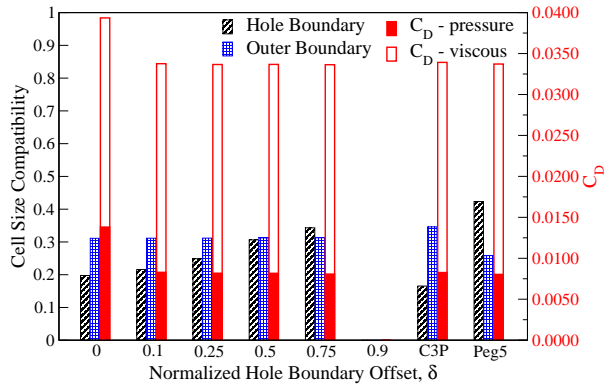 1
0.9
0.8
0.7
0.6
0.5
0.4
0.3
0.2
0.1
0
Cell Size Compatibility
Hole Boundary
Outer Boundary
C_D - pressure
C_D - viscous
0.0400
0.0350
0.0300
0.0250
0.0200
0.0150
0.0100
0.0050
0.0000
C_D
0 0.1 0.25 0.5 0.75 0.9 C3P Peg5
Normalized Hole Boundary Offset, δ